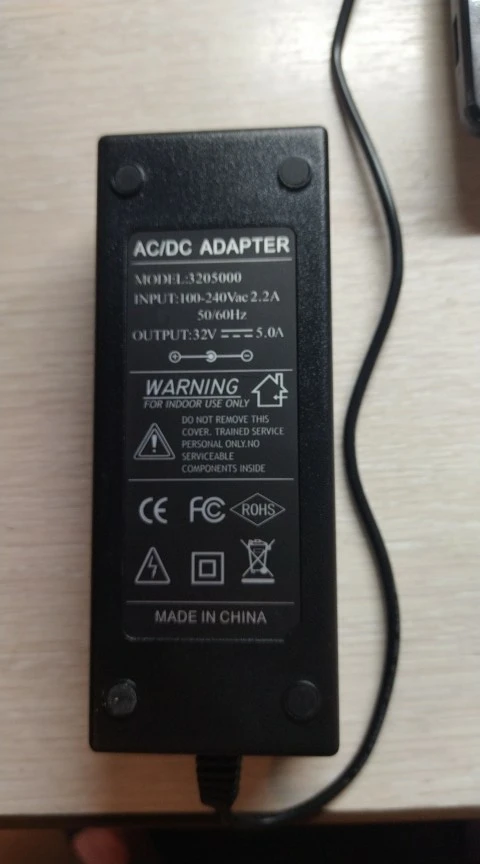 AC/DC ADAPTER
MODEL:3205000
INPUT:100-240Vac 2.2A
50/60Hz
OUTPUT:32V ⎓ 5.0A
WARNING
FOR INDOOR USE ONLY
DO NOT REMOVE THIS
COVER. TRAINED SERVICE
PERSONAL ONLY.NO
SERVICEABLE
COMPONENTS INSIDE
CE FC ROHS
MADE IN CHINA